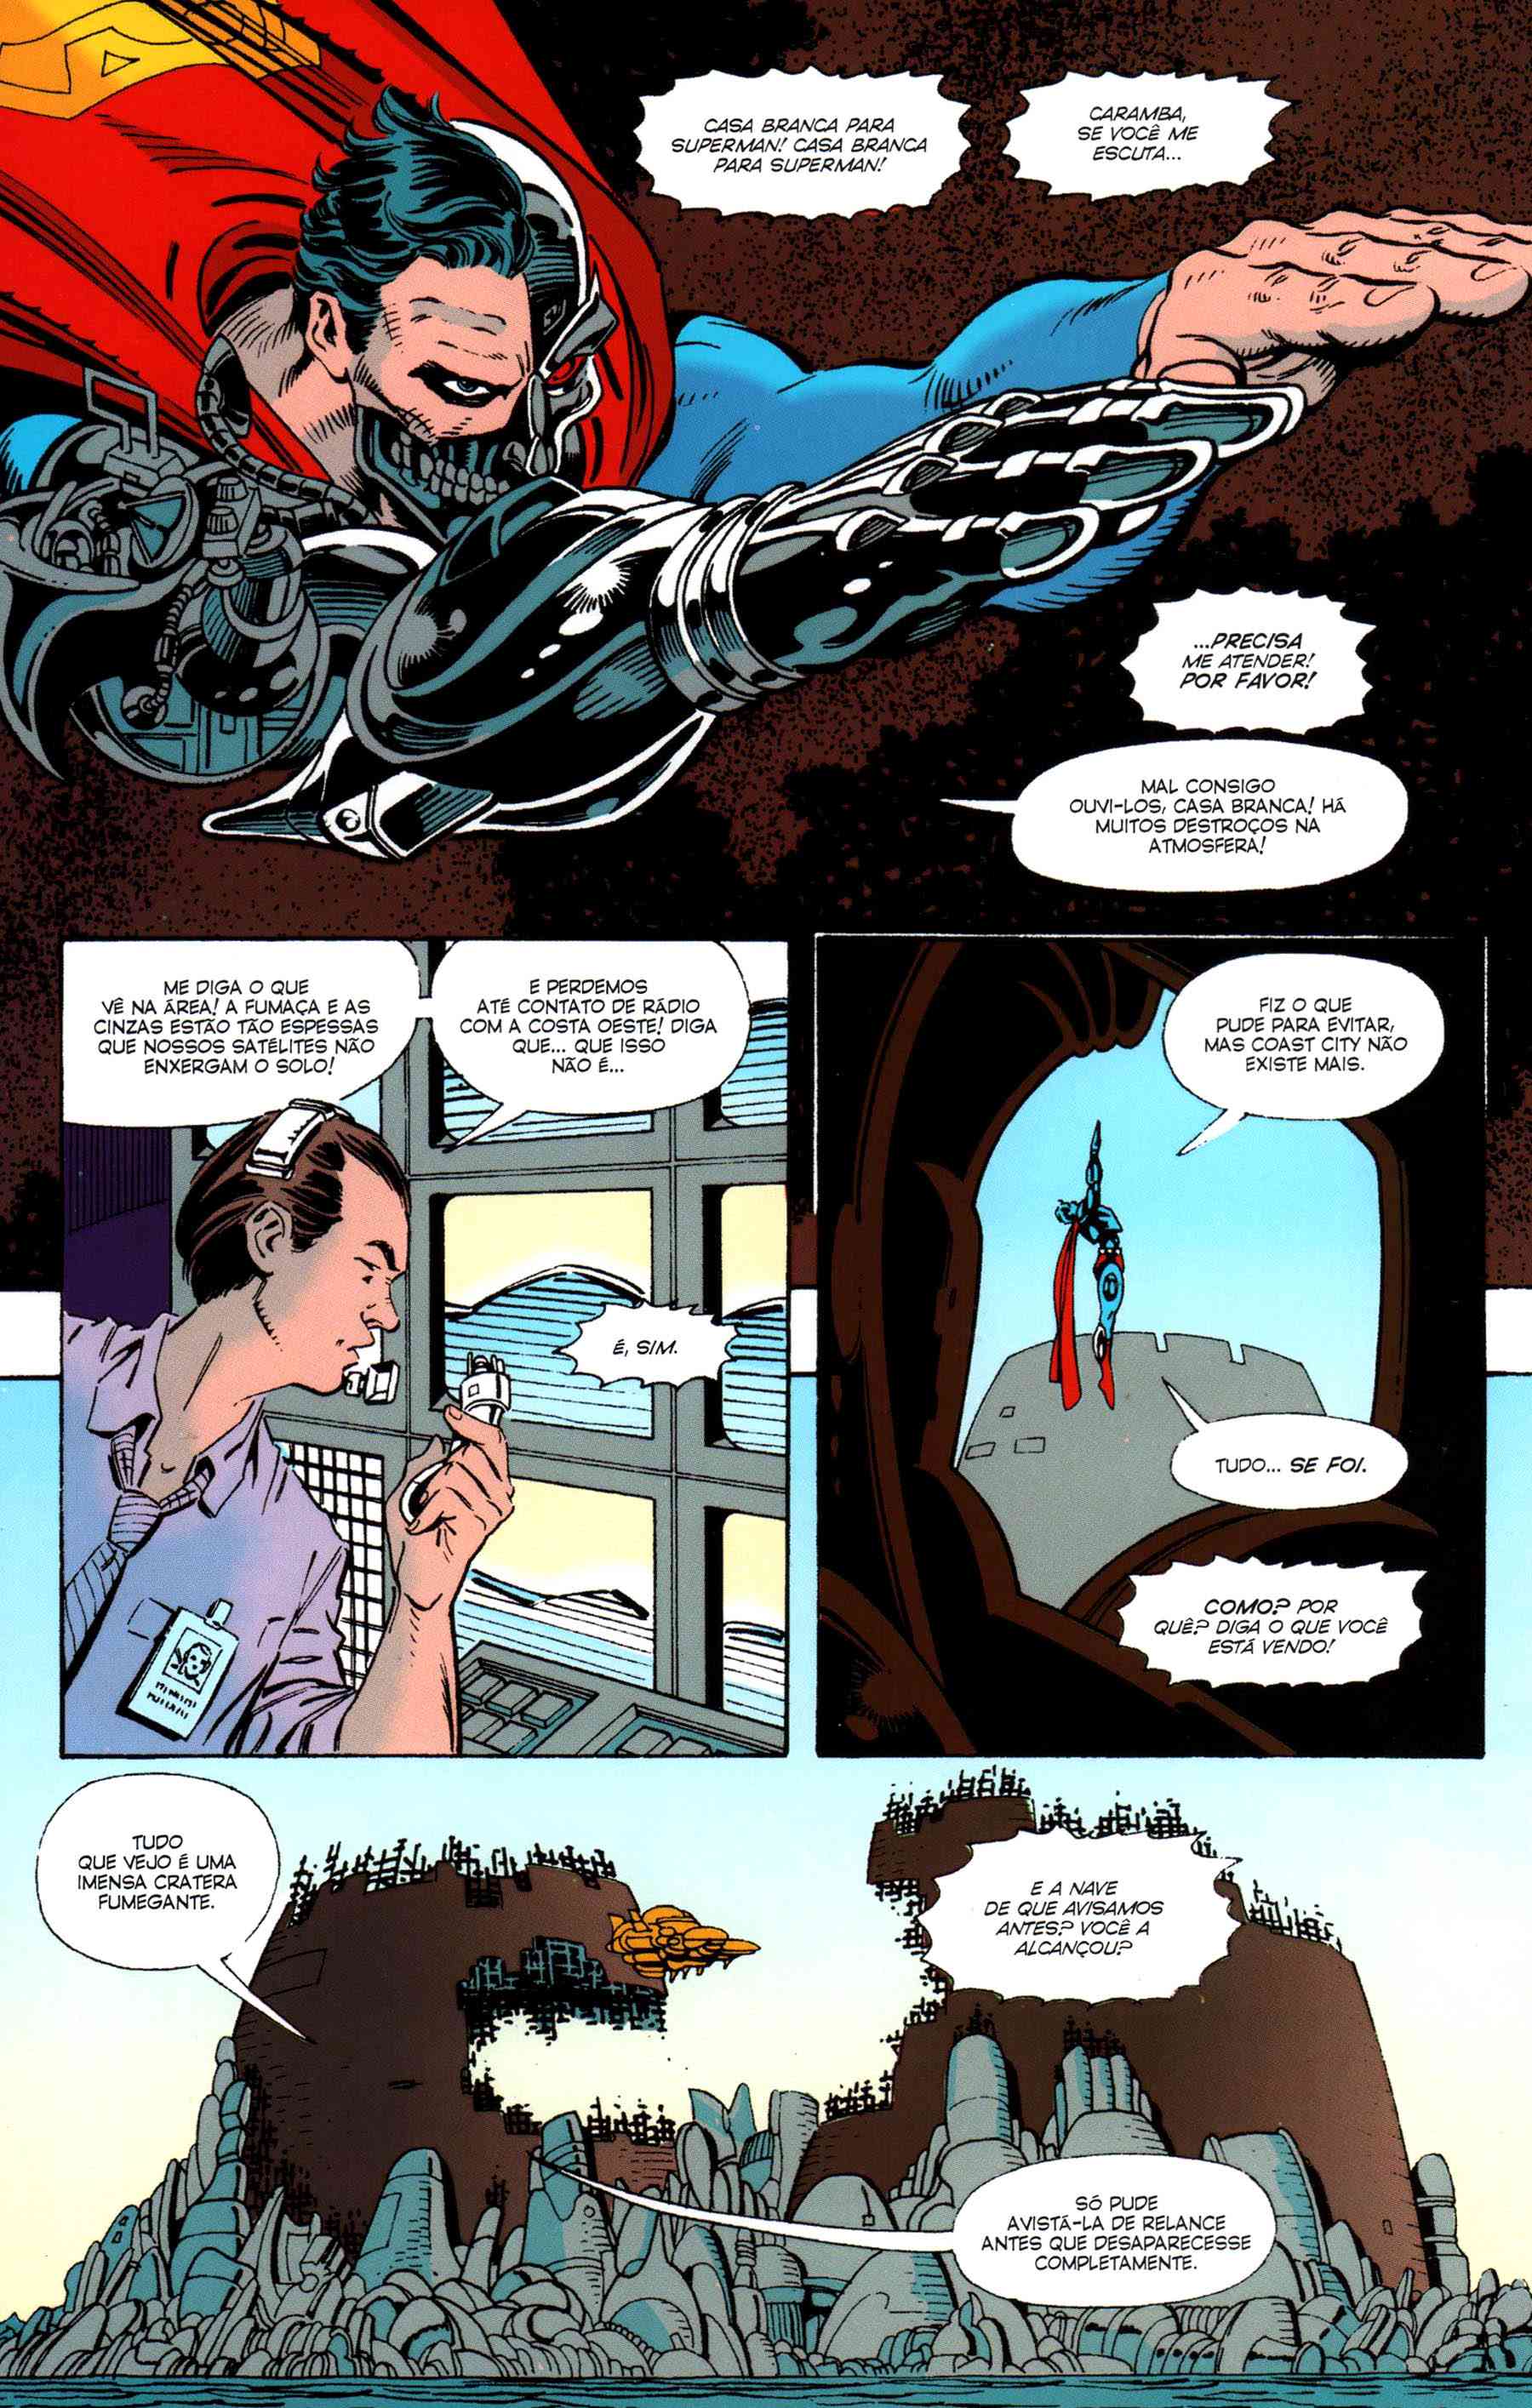 CASA BRANCA PARA
SUPERMAN! CASA BRANCA
PARA SUPERMAN!
CARAMBA,
SE VOCÊ ME
ESCUTA...
...PRECISA
ME ATENDER!
POR FAVOR!
MAL CONSIGO
OUVI-LOS, CASA BRANCA! HÁ
MUITOS DESTROÇOS NA
ATMOSFERA!
ME DIGA O QUE
VÊ NA ÁREA! A FUMAÇA E AS
CINZAS ESTÃO TÃO ESPESSAS
QUE NOSSOS SATÉLITES NÃO
ENXERGAM O SOLO!
E PERDEMOS
ATÉ CONTATO DE RÁDIO
COM A COSTA OESTE! DIGA
QUE... QUE ISSO
NÃO É...
É, SIM.
FIZ O QUE
PUDE PARA EVITAR,
MAS COAST CITY NÃO
EXISTE MAIS.
TUDO... SE FOI.
COMO? POR
QUÊ? DIGA O QUE VOCÊ
ESTÁ VENDO!
TUDO
QUE VEJO É UMA
IMENSA CRATERA
FUMEGANTE.
E A NAVE
DE QUE AVISAMOS
ANTES? VOCÊ A
ALCANÇOU?
SÓ PUDE
AVISTÁ-LA DE RELANCE
ANTES QUE DESAPARECESSE
COMPLETAMENTE.